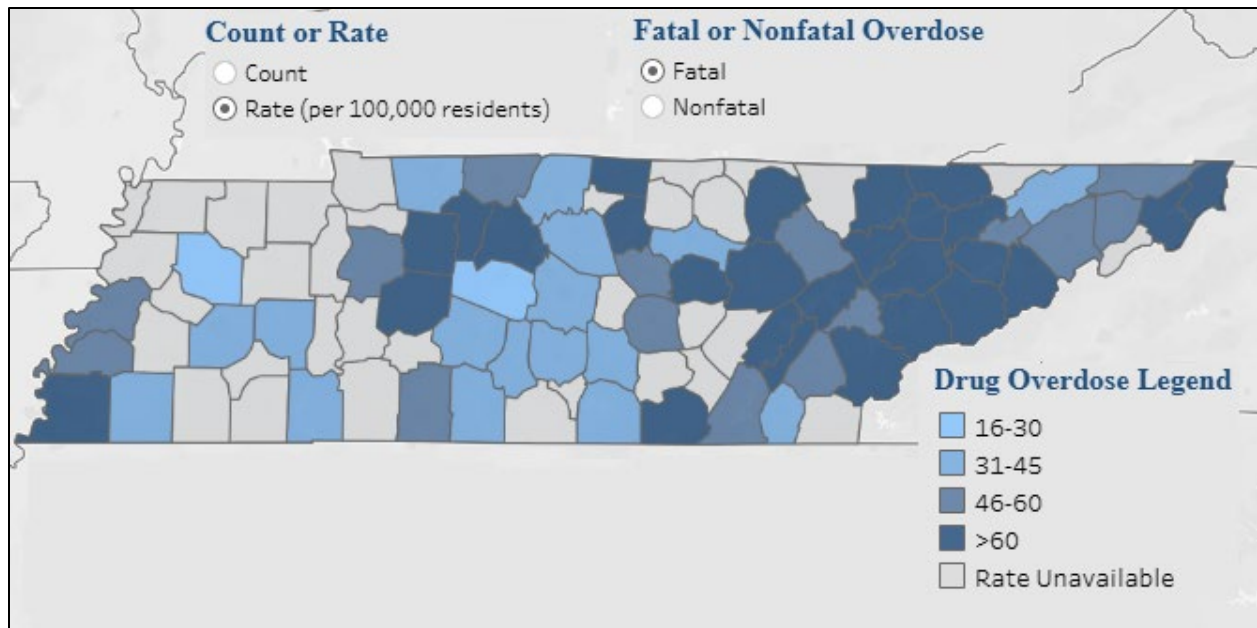 Count or Rate
Count
Rate (per 100,000 residents)
Fatal or Nonfatal Overdose
Fatal
Nonfatal
Drug Overdose Legend
16-30
31-45
46-60
>60
Rate Unavailable